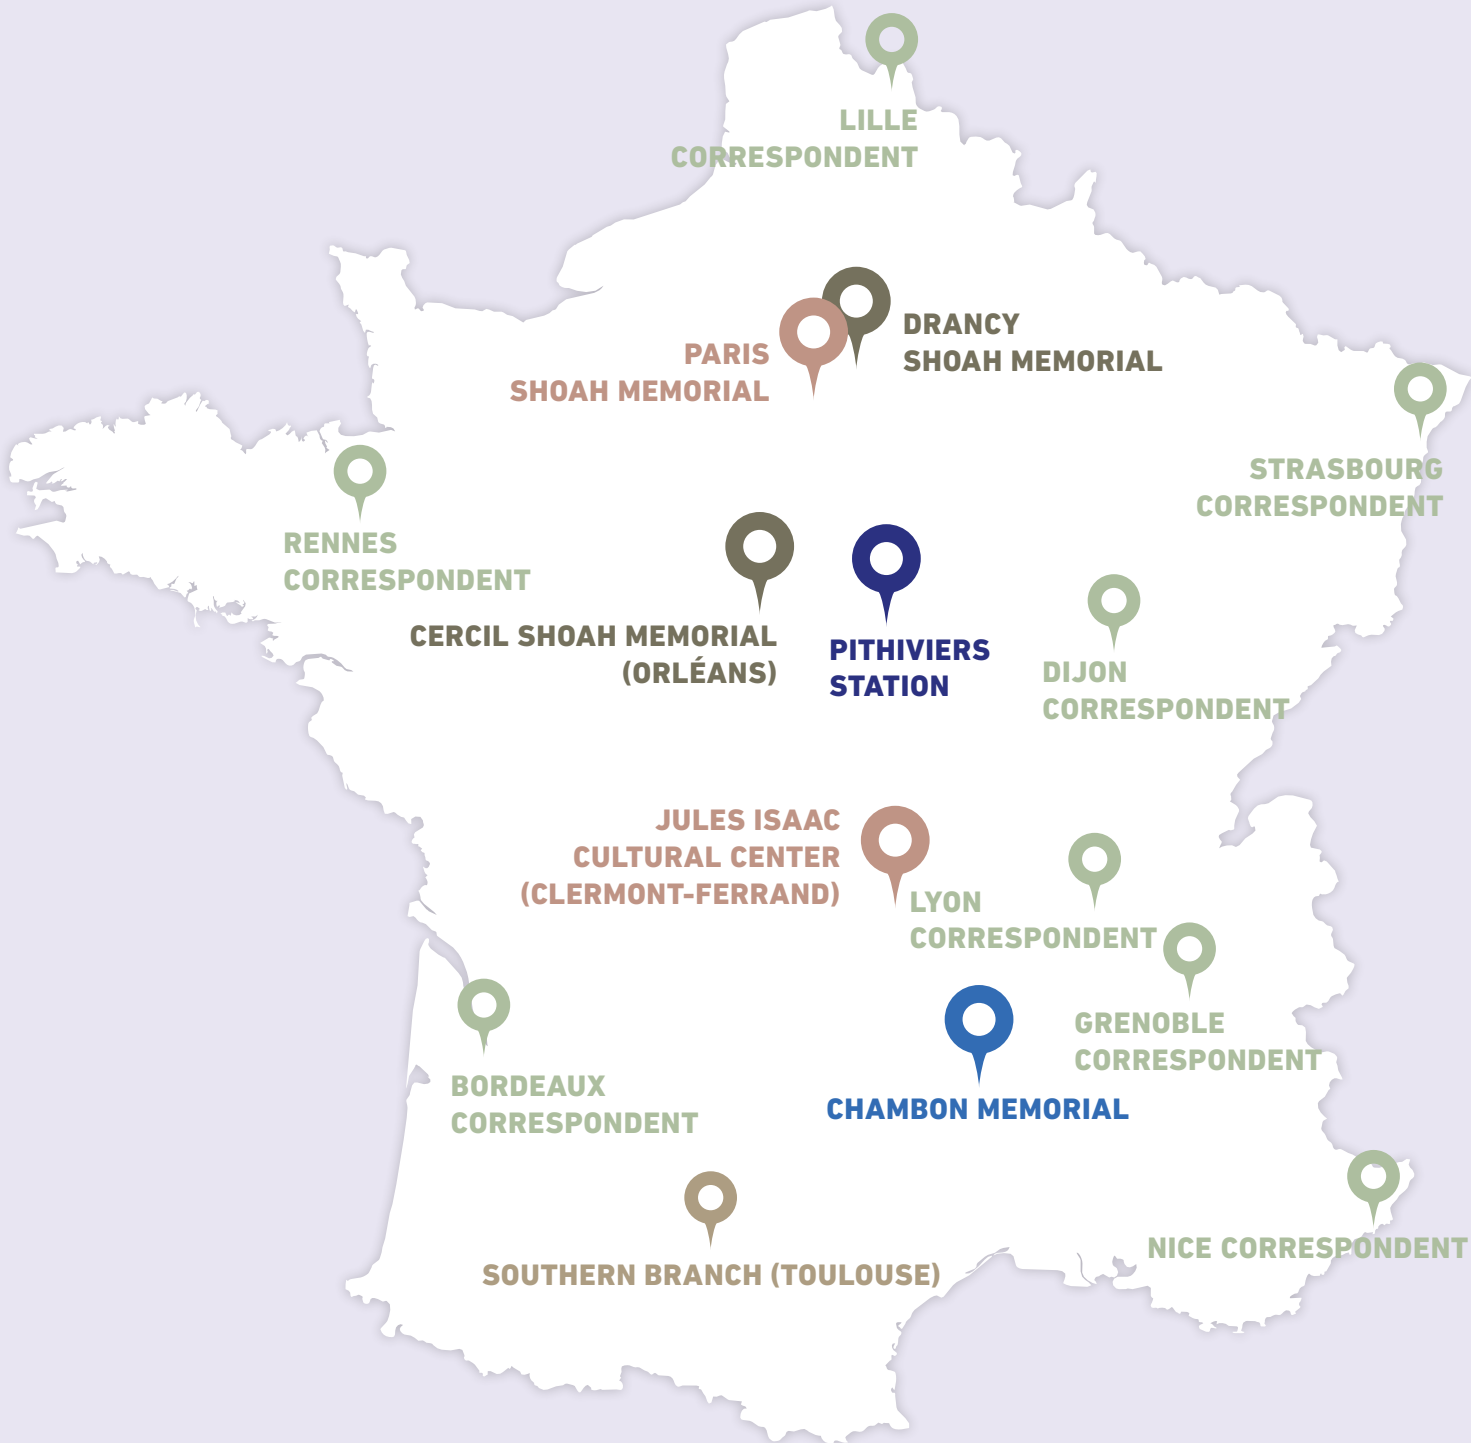 LILLE
CORRESPONDENT
DRANCY
SHOAH MEMORIAL
PARIS
SHOAH MEMORIAL
STRASBOURG
CORRESPONDENT
RENNES
CORRESPONDENT
CERCIL SHOAH MEMORIAL
(ORLÉANS)
PITHIVIERS
STATION
DIJON
CORRESPONDENT
JULES ISAAC
CULTURAL CENTER
(CLERMONT-FERRAND)
LYON
CORRESPONDENT
GRENOBLE
CORRESPONDENT
BORDEAUX
CORRESPONDENT
CHAMBON MEMORIAL
NICE CORRESPONDENT
SOUTHERN BRANCH (TOULOUSE)